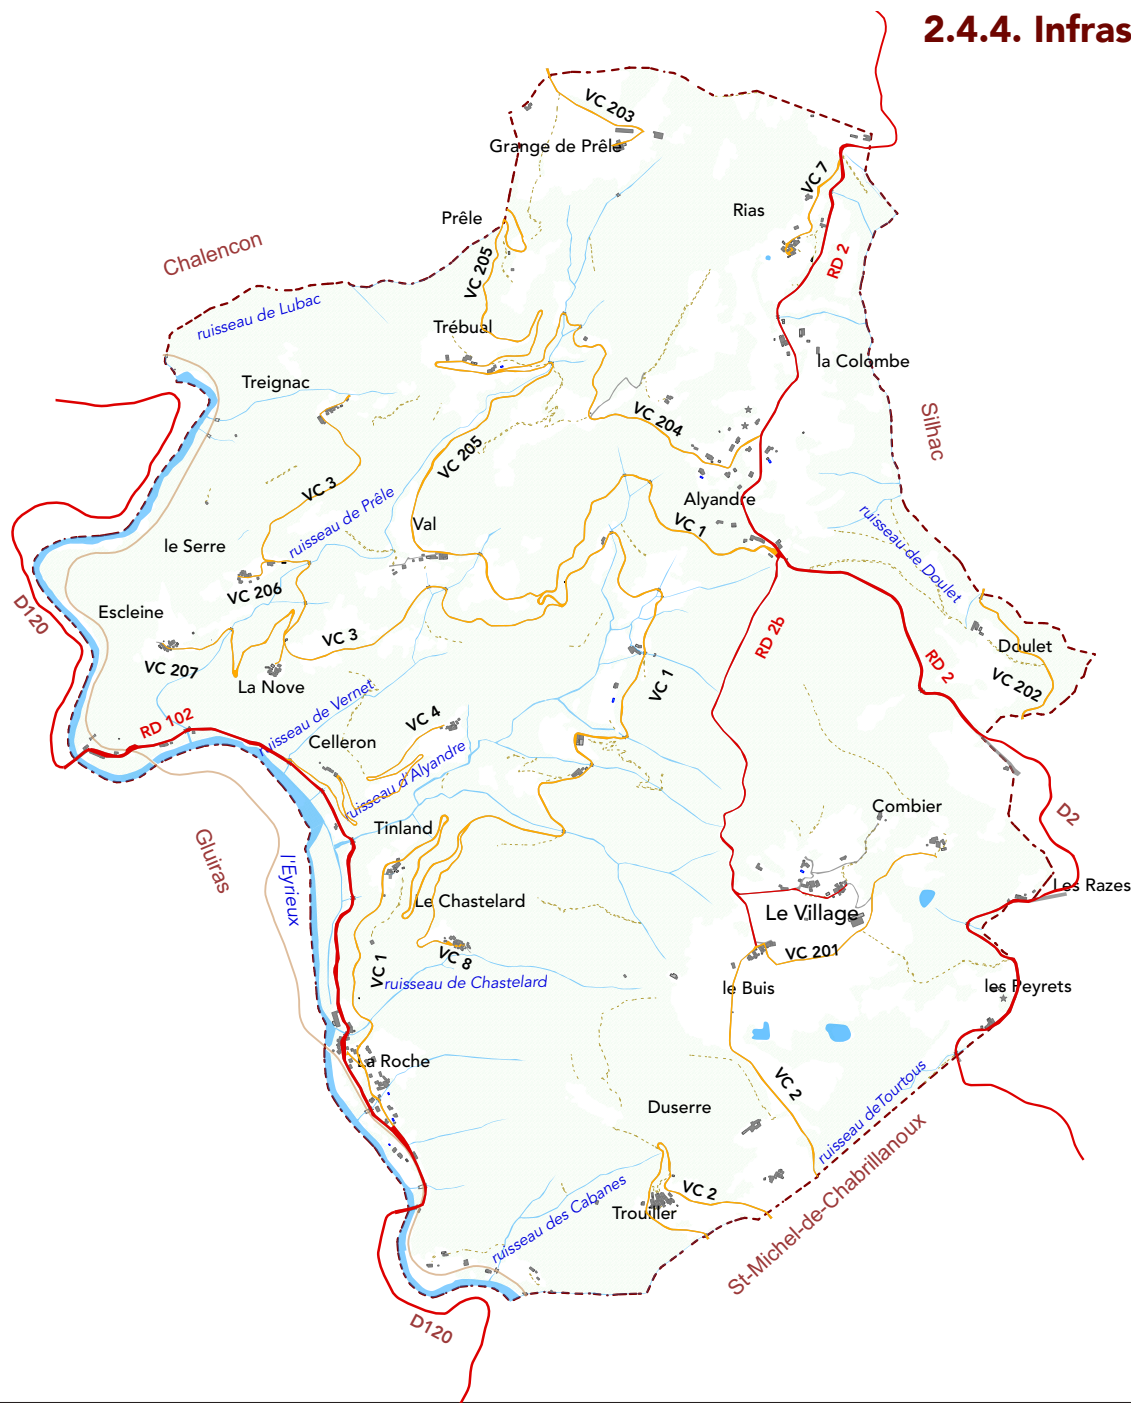 2.4.4. Infras
VC 203
Grange de Prêle
VC 7
Rias
Prêle
Chalencon
RD 2
VC 205
ruisseau de Lubac
Trébual
la Colombe
Treignac
VC 204
Silhac
VC 205
VC 3
Alyandre
ruisseau de Prêle
Val
VC 1
le Serre
ruisseau de Doulet
VC 206
Escleine
D120
VC 3
RD 2b
Doulet
VC 207
La Nove
RD 2
VC 202
VC 1
RD 102
ruisseau de Vernet
VC 4
Celleron
ruisseau d'Alyandre
Combier
Tinland
D2
Gluiras
l'Eyrieux
Les Razes
Le Chastelard
Le Village
VC 8
VC 201
VC 1
ruisseau de Chastelard
le Buis
les Peyrets
La Roche
VC 2
Duserre
ruisseau deTourtous
VC 2
Trouiller
ruisseau des Cabanes
St-Michel-de-Chabrillanoux
D120